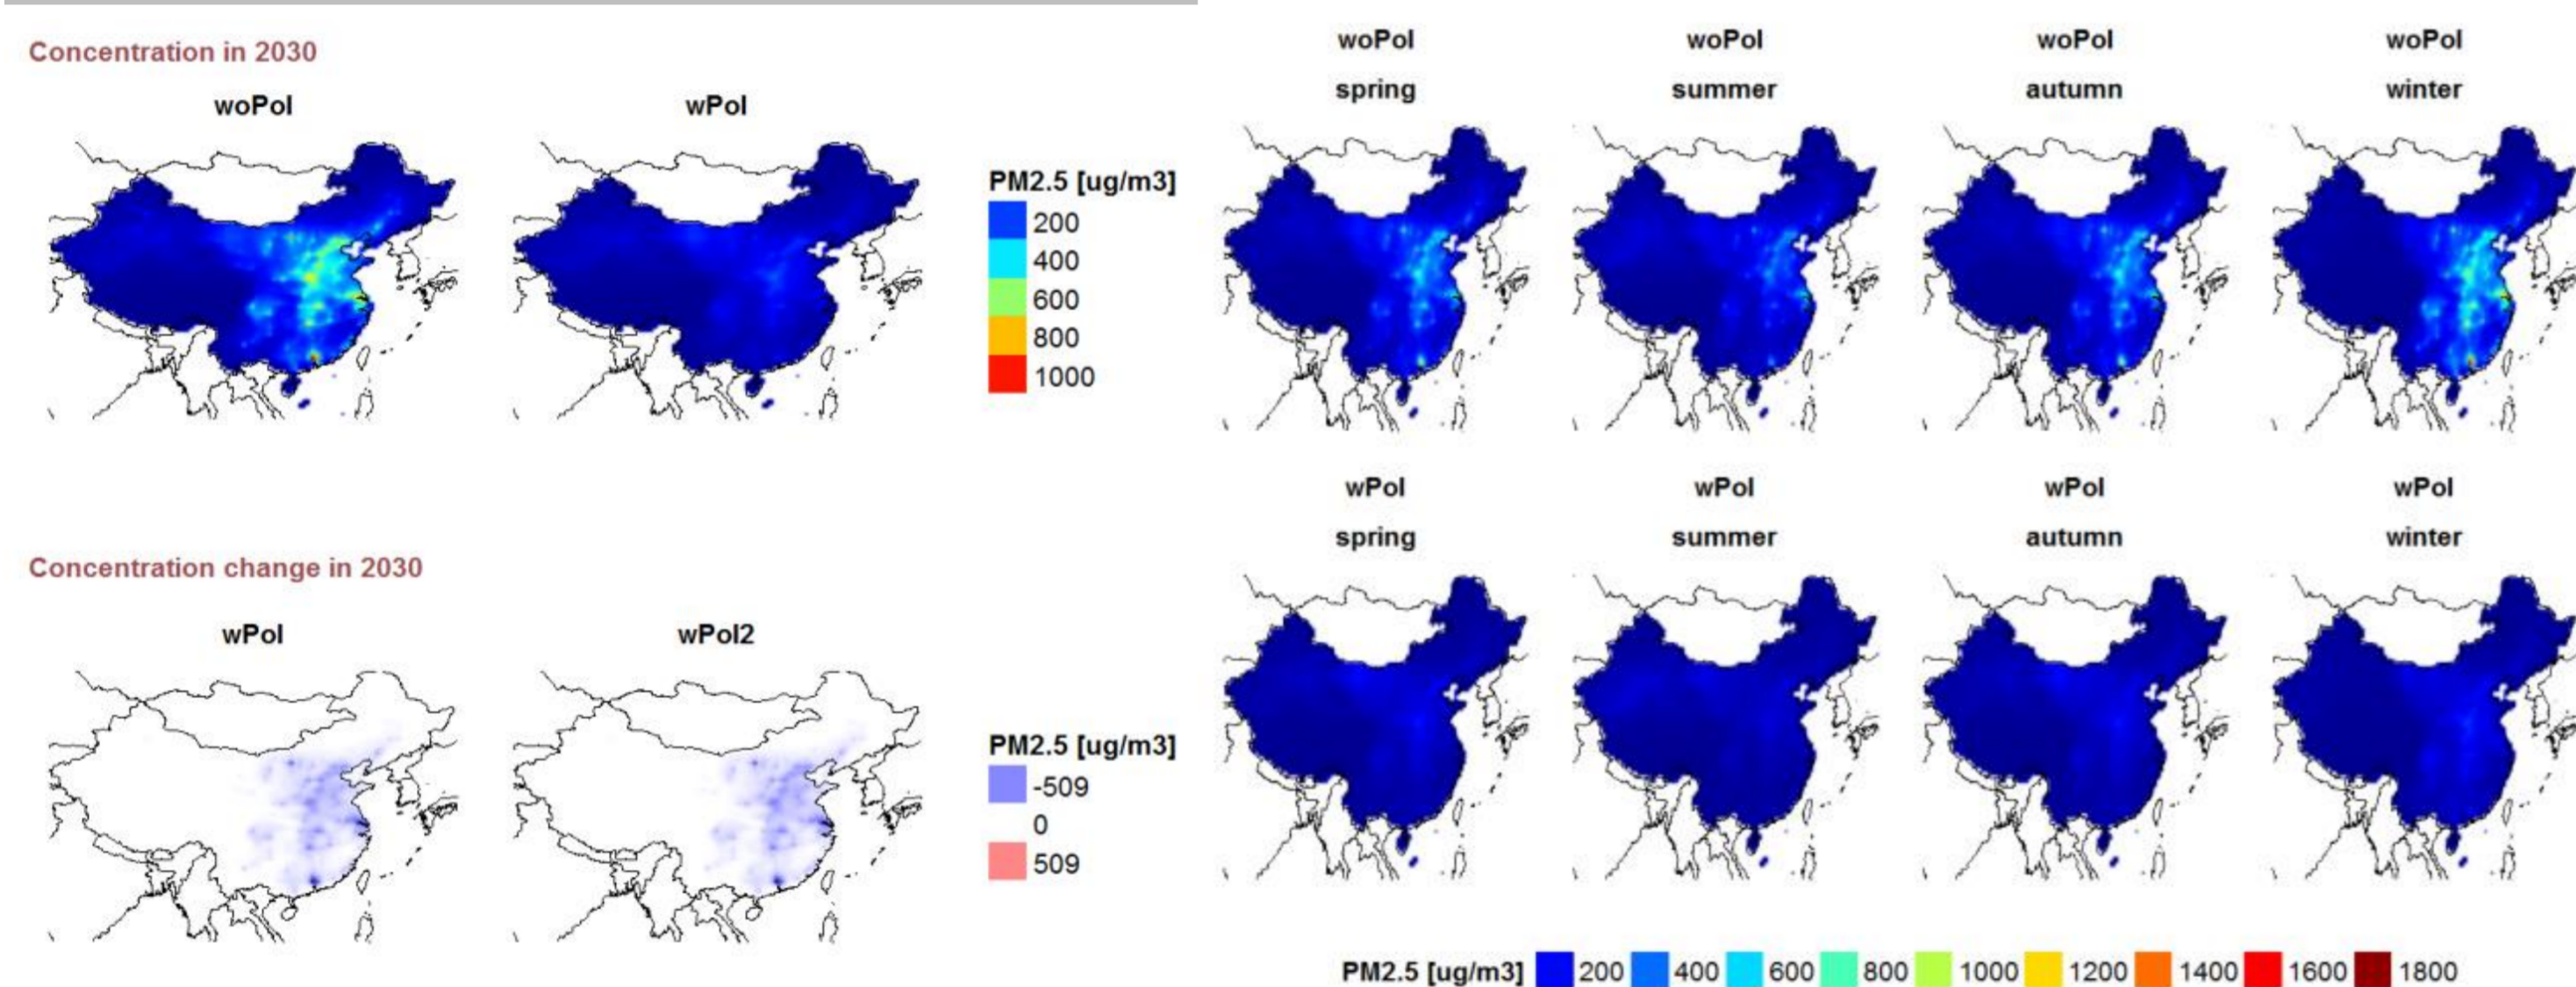 Concentration in 2030
woPol wPol
PM2.5 [ug/m3]
200
400
600
800
1000
Concentration change in 2030
wPol wPol2
PM2.5 [ug/m3]
-509
0
509
woPol woPol woPol woPol
spring summer autumn winter
wPol wPol wPol wPol
spring summer autumn winter
PM2.5 [ug/m3] 200 400 600 800 1000 1200 1400 1600 1800